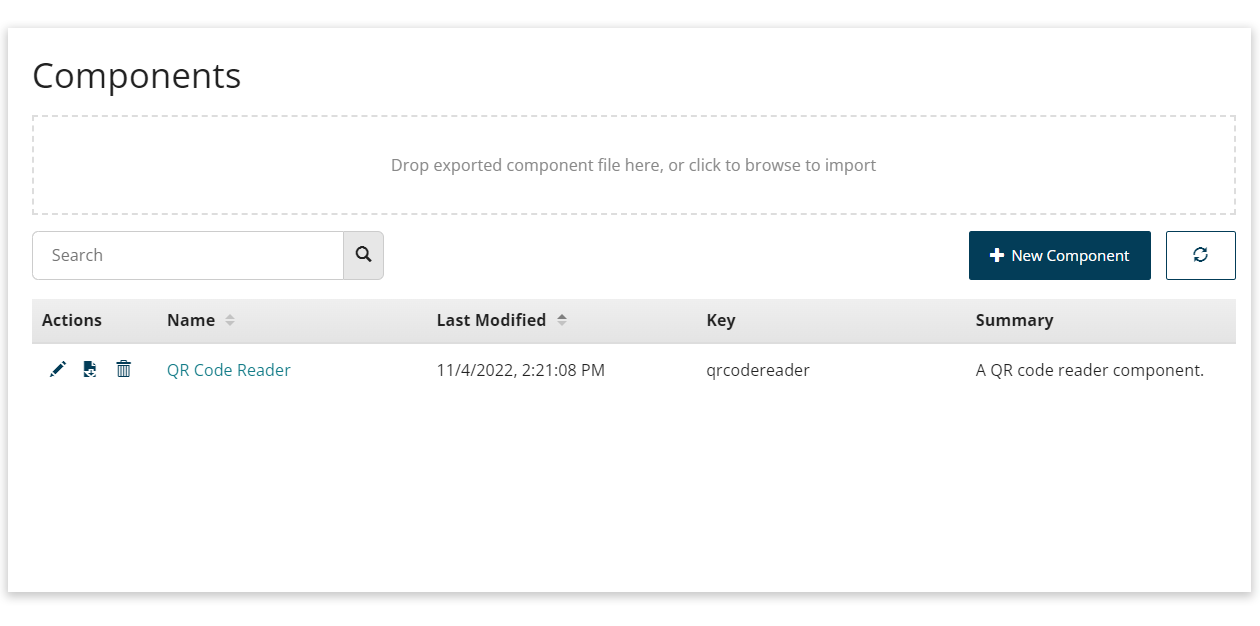 Components
Drop exported component file here, or click to browse to import
Search
New Component
Actions Name Last Modified Key Summary
QR Code Reader 11/4/2022, 2:21:08 PM qrcodereader A QR code reader component.